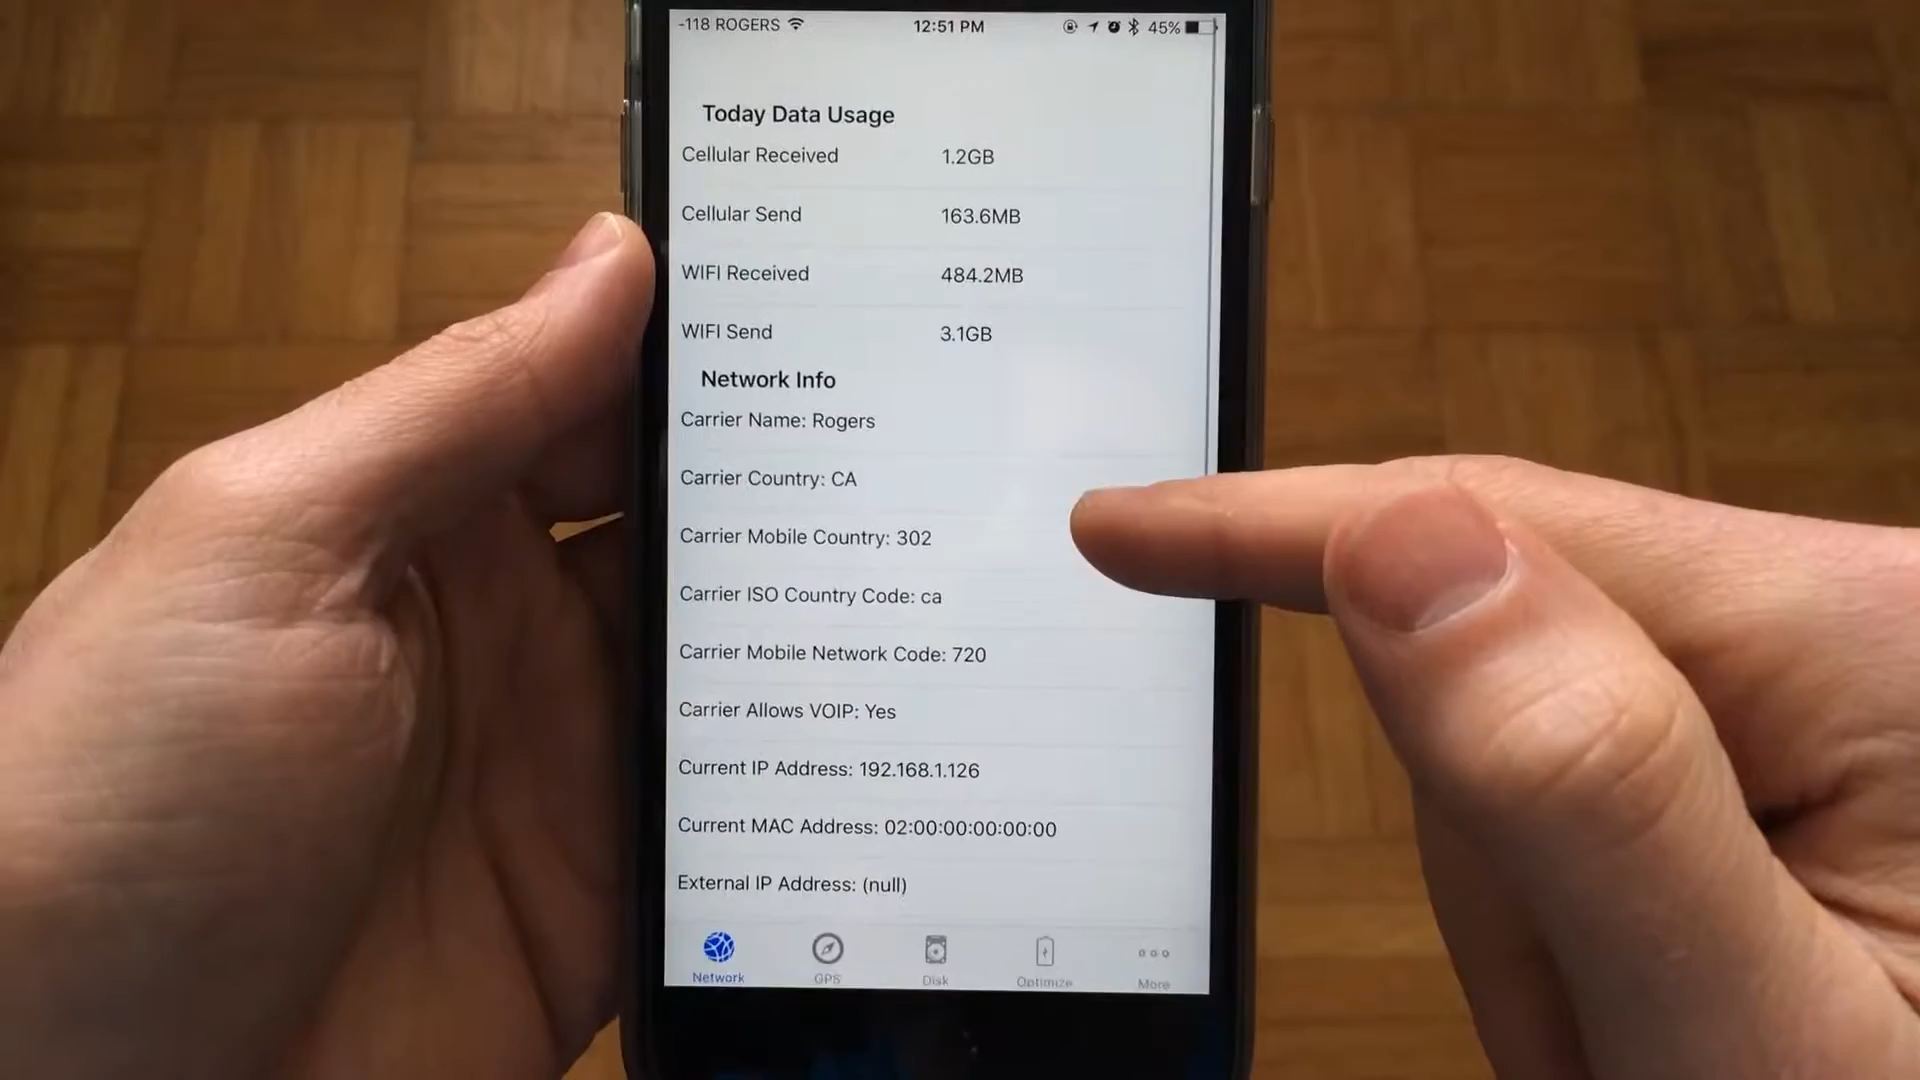 -118 ROGERS 12:51 PM 45%
Today Data Usage
Cellular Received 1.2GB
Cellular Send 163.6MB
WIFI Received 484.2MB
WIFI Send 3.1GB
Network Info
Carrier Name: Rogers
Carrier Country: CA
Carrier Mobile Country: 302
Carrier ISO Country Code: ca
Carrier Mobile Network Code: 720
Carrier Allows VOIP: Yes
Current IP Address: 192.168.1.126
Current MAC Address: 02:00:00:00:00:00
External IP Address: (null)
Network GPS Disk Optimize More